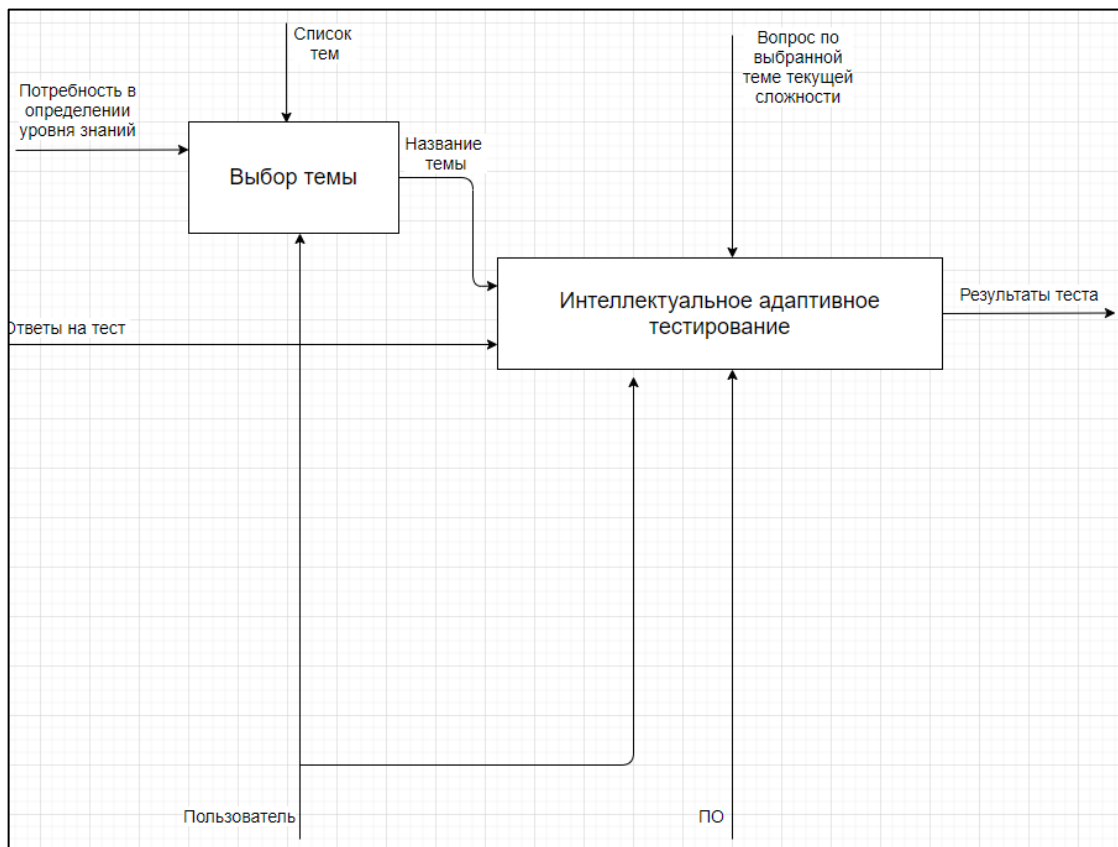 Список
тем
Вопрос по
выбранной
теме текущей
сложности
Потребность в
определении
уровня знаний
Название
темы
Выбор темы
Интеллектуальное адаптивное
тестирование
Результаты теста
Ответы на тест
Пользователь
ПО